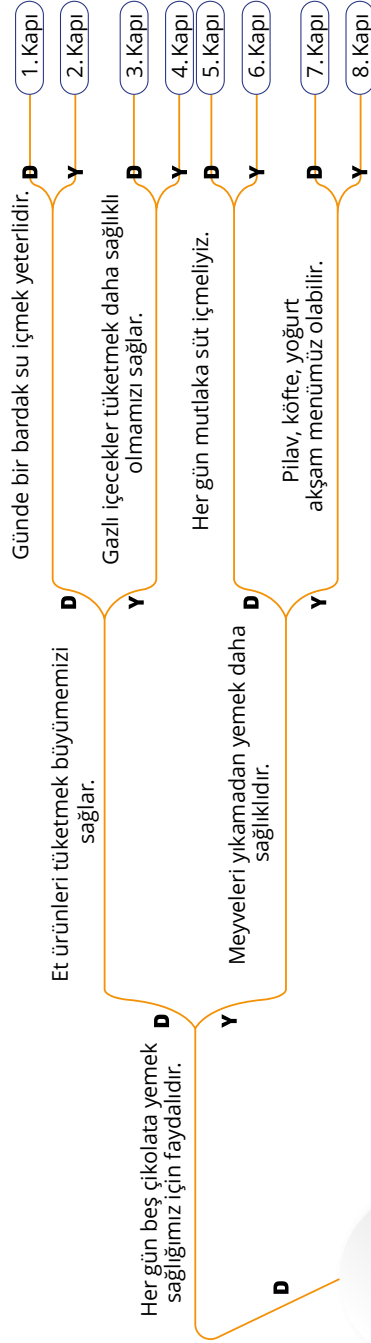 D
Her gün beş çikolata yemek
sağlığımız için faydalıdır.
D
Y
Et ürünleri tüketmek büyümemizi
sağlar.
D
Y
Meyveleri yıkamadan yemek daha
sağlıklıdır.
D
Y
Günde bir bardak su içmek yeterlidir.
D
Y
Gazlı içecekler tüketmek daha sağlıklı
olmamızı sağlar.
D
Y
Her gün mutlaka süt içmeliyiz.
D
Y
Pilav, köfte, yoğurt
akşam menümüz olabilir.
D
Y
1. Kapı
2. Kapı
3. Kapı
4. Kapı
5. Kapı
6. Kapı
7. Kapı
8. Kapı